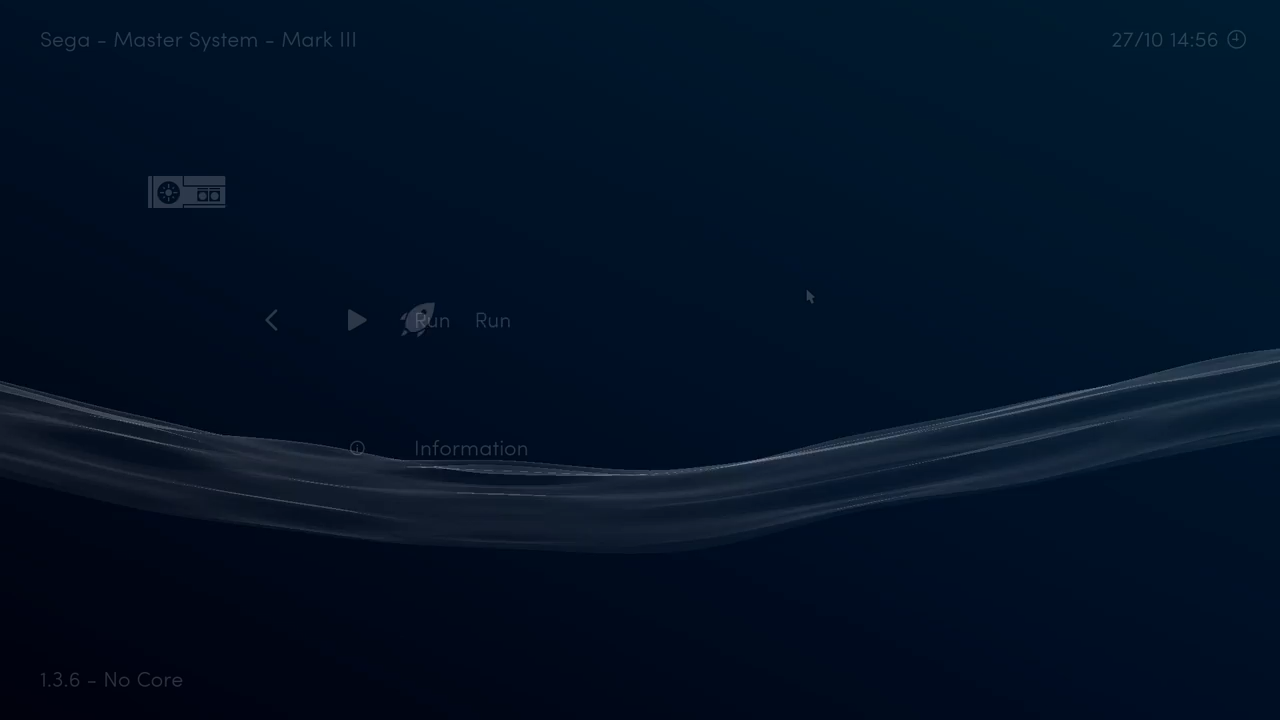 Sega - Master System - Mark III
27/10 14:56
Run Run
Information
1.3.6 - No Core